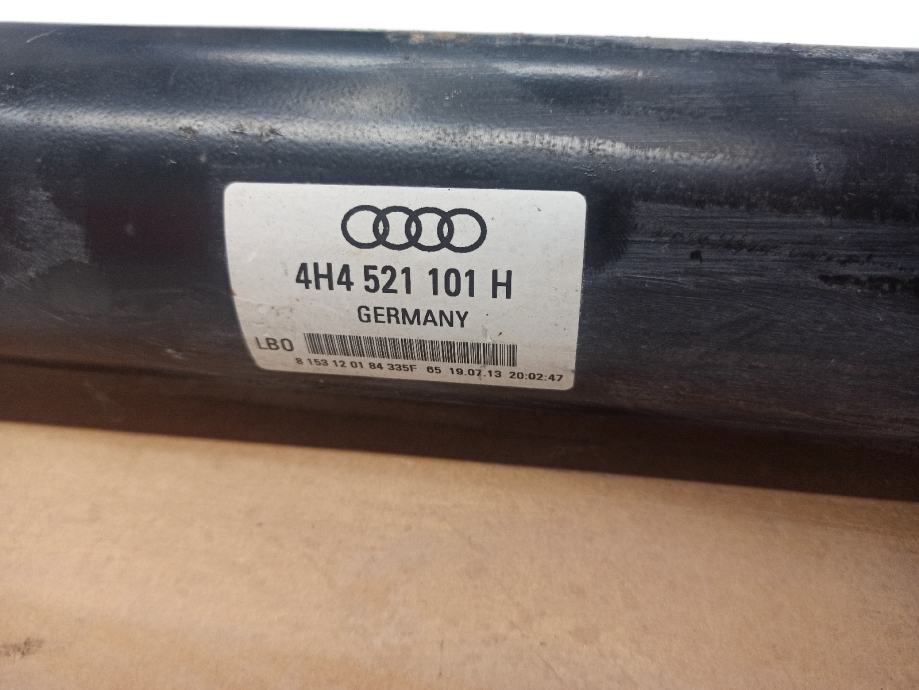 4H4 521 101 H
GERMANY
LBO
8 153 12 01 84 335F 65 19.07.13 20:02:47